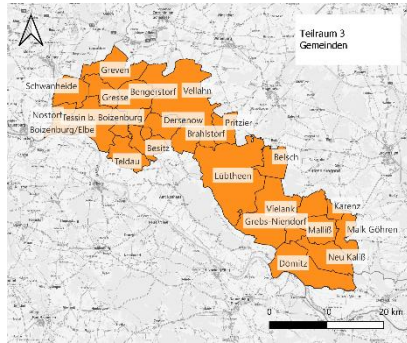 Teilraum 3
Gemeinden
Greven
Schwanheide
Bengerstorf
Gresse
Vellahn
Nostorf
Tessin b. Boizenburg
Dersenow
Pritzier
Boizenburg/Elbe
Brahlstorf
Besitz
Teldau
Belsch
Lübtheen
Vielank
Karenz
Grebs-Niendorf
Malliß
Malk Göhren
Dömitz
Neu Kaliß
0 10 20 km